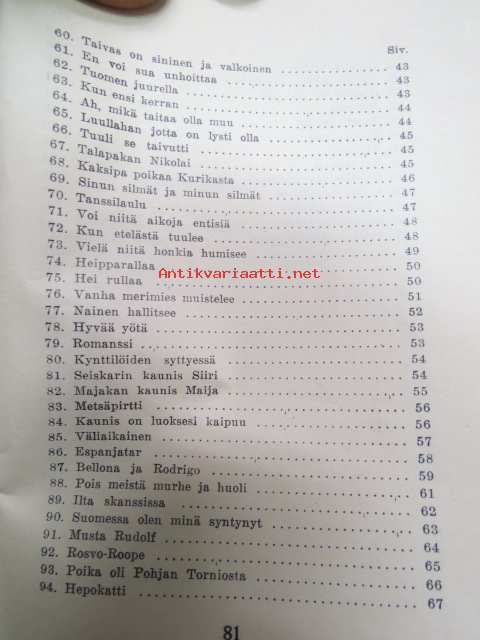 Siv.
60. Taivas on sininen ja valkoinen .................. 43
61. En voi sua unhoittaa .................. 43
62. Tuomen juurella .................. 43
63. Kun ensi kerran .................. 44
64. Ah, mikä taitaa olla muu .................. 44
65. Luullahan jotta on lysti olla .................. 45
66. Tuuli se taivutti .................. 45
67. Talapakan Nikolai .................. 45
68. Kaksipa poikaa Kurikasta .................. 46
69. Sinun silmät ja minun silmät .................. 47
70. Tanssilaulu .................. 47
71. Voi niitä aikoja entisiä .................. 48
72. Kun etelästä tuulee .................. 48
73. Vielä niitä honkia humisee .................. 49
74. Heipparallaa .................. 50
Antikvariaatti.net
75. Hei rullaa .................. 50
76. Vanha merimies muistelee .................. 51
77. Nainen hallitsee .................. 52
78. Hyvää yötä .................. 53
79. Romanssi .................. 53
80. Kynttilöiden syttyessä .................. 54
81. Seiskarin kaunis Siiri .................. 54
82. Majakan kaunis Maija .................. 55
83. Metsäpirtti .................. 56
84. Kaunis on luoksesi kaipuu .................. 56
85. Väliaikainen .................. 57
86. Espanjatar .................. 58
87. Bellona ja Rodrigo .................. 59
88. Pois meistä murhe ja huoli .................. 61
89. Ilta skanssissa .................. 62
90. Suomessa olen minä syntynyt .................. 63
91. Musta Rudolf .................. 64
92. Rosvo-Roope .................. 65
93. Poika oli Pohjan Torniosta .................. 66
94. Hepokatti .................. 67
81